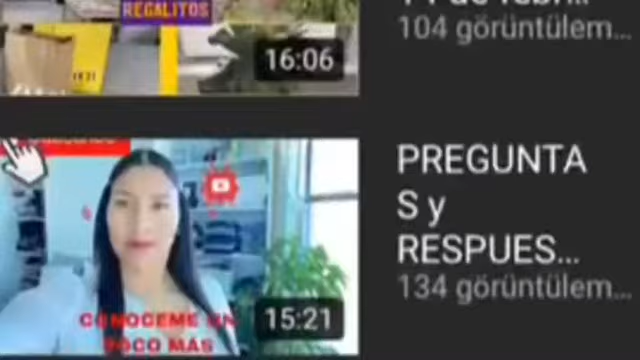 REGALITOS
16:06
104 görüntülem...
PREGUNTA
S y
RESPUES...
134 görüntülem...
CONOCEME UN
POCO MAS
15:21